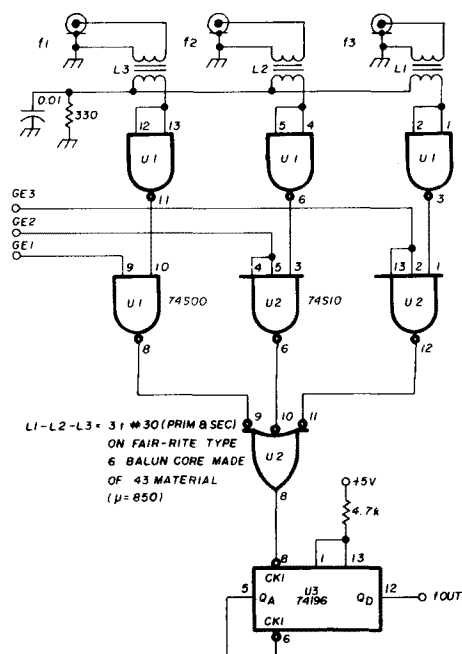 f1
f2
f3
L3
L2
L1
0.01
330
12 13
5 4
2 1
U1
U1
U1
11
6
3
GE3
GE2
GE1
9 10
4 5 3
13 2 1
U1
74S00
U2
74S10
U2
8
6
12
L1-L2-L3= 3t #30 (PRIM & SEC)
ON FAIR-RITE TYPE
6 BALUN CORE MADE
OF 43 MATERIAL
(μ=850)
9 10 11
U2
8
+5V
4.7k
8 1 13
CK1
5
QA
U3
74196
QD
12
fOUT
CK1
6